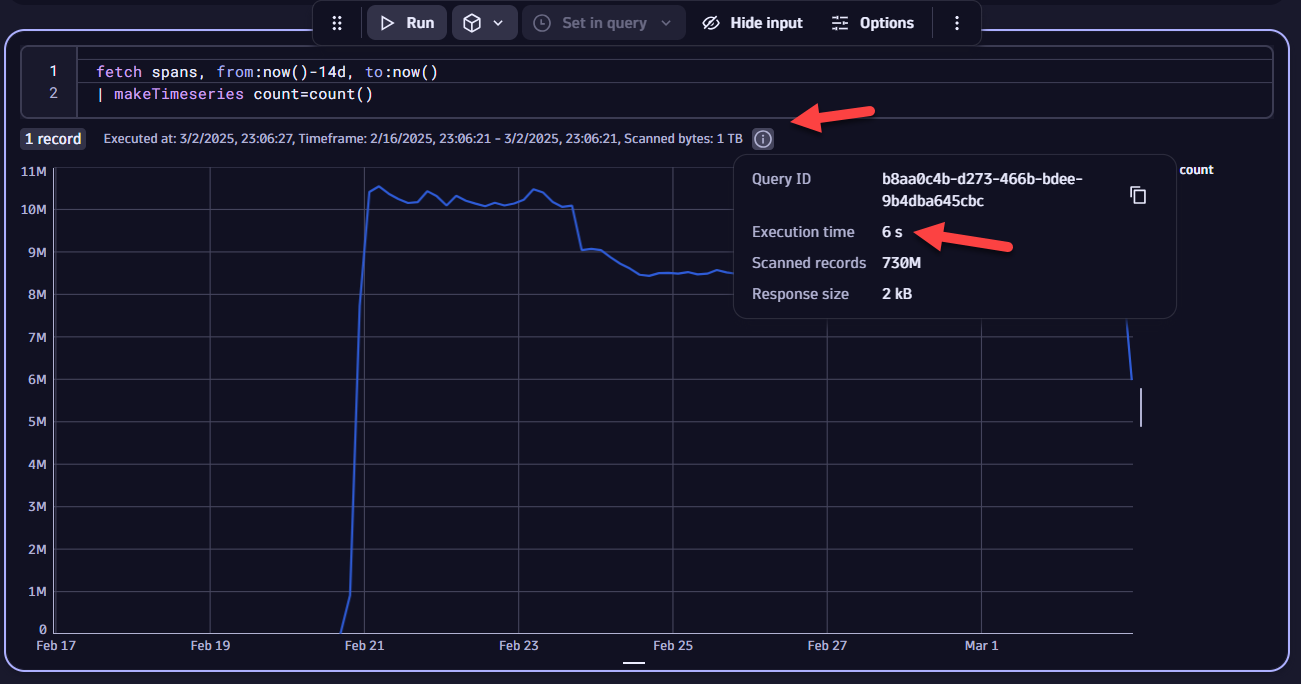 Run
Set in query
Hide input
Options
1 fetch spans, from:now()-14d, to:now()
2 | makeTimeseries count=count()
1 record Executed at: 3/2/2025, 23:06:27, Timeframe: 2/16/2025, 23:06:21 - 3/2/2025, 23:06:21, Scanned bytes: 1 TB
Query ID b8aa0c4b-d273-466b-bdee-
9b4dba645cbc
Execution time 6 s
Scanned records 730M
Response size 2 kB
count
11M
10M
9M
8M
7M
6M
5M
4M
3M
2M
1M
0
Feb 17 Feb 19 Feb 21 Feb 23 Feb 25 Feb 27 Mar 1